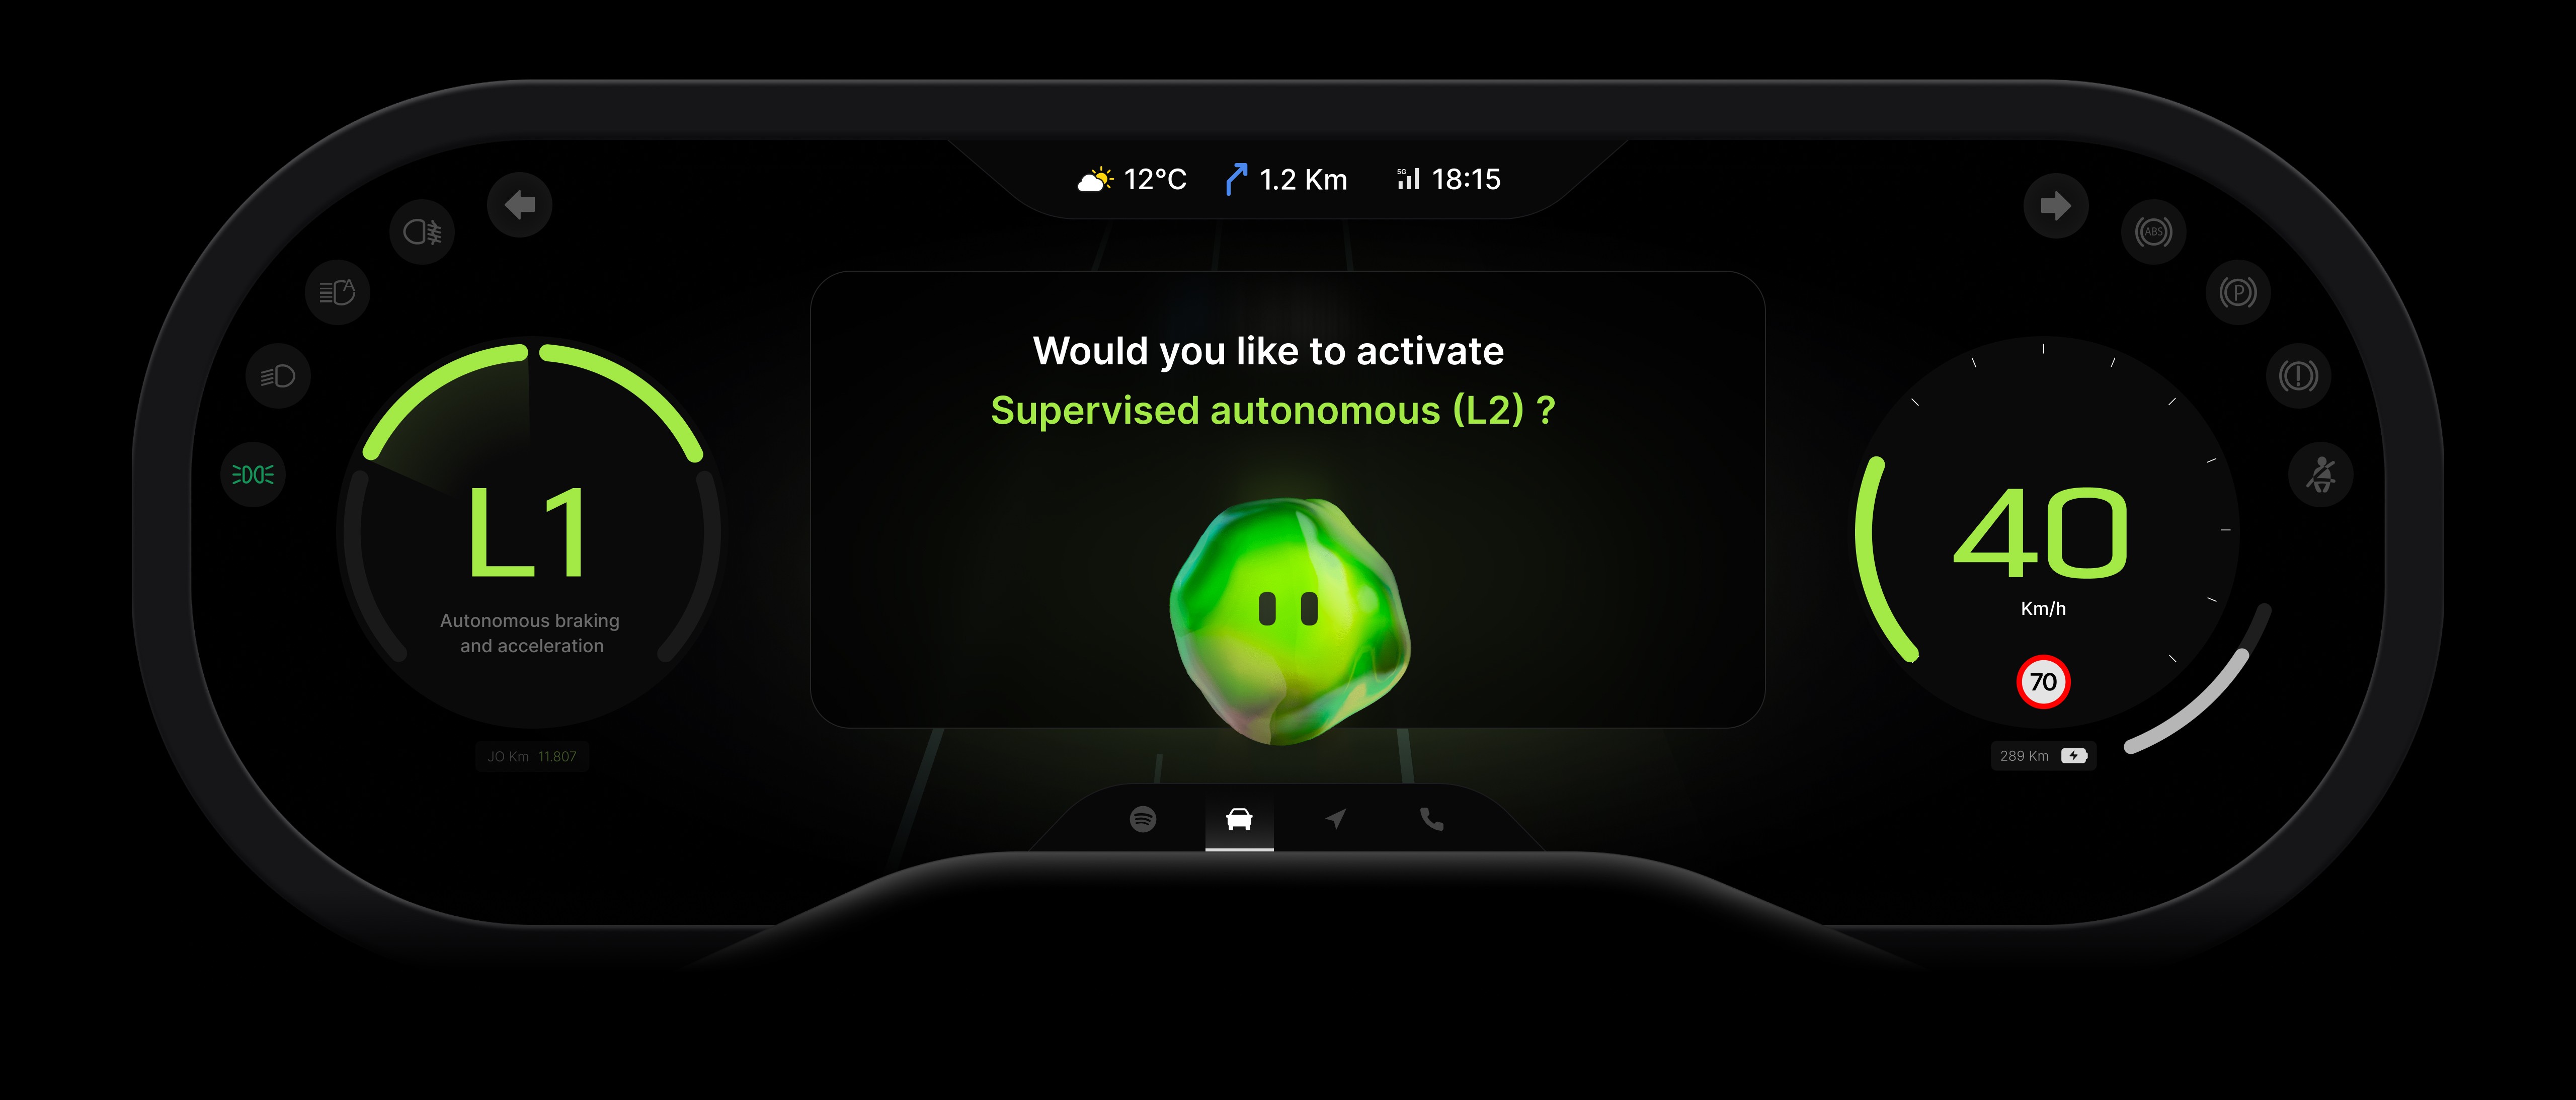 12°C 1.2 Km 5G 18:15
ABS
A
P
Would you like to activate
Supervised autonomous (L2) ?
L1
Autonomous braking
and acceleration
JO Km 11.807
40
Km/h
70
289 Km